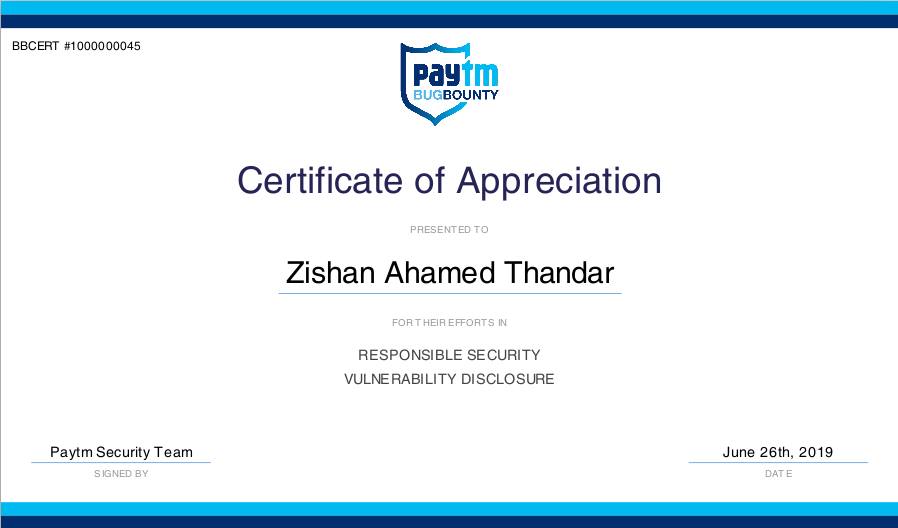 BBCERT #1000000045
paytm
BUGBOUNTY
Certificate of Appreciation
PRESENTED TO
Zishan Ahamed Thandar
FOR THEIR EFFORTS IN
RESPONSIBLE SECURITY
VULNERABILITY DISCLOSURE
Paytm Security Team
SIGNED BY
June 26th, 2019
DATE